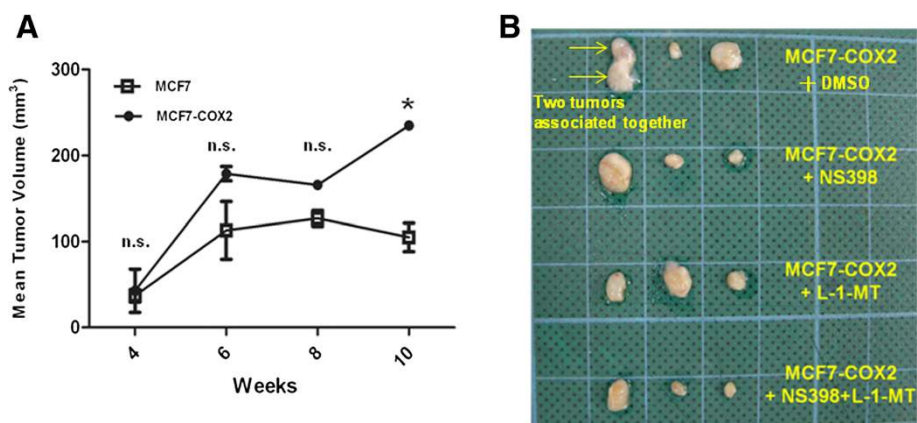 A
Mean Tumor Volume (mm³)
300
200
100
0
MCF7
MCF7-COX2
n.s.
n.s.
n.s.
*
4
6
8
10
Weeks
B
MCF7-COX2
+ DMSO
Two tumors
associated together
MCF7-COX2
+ NS398
MCF7-COX2
+ L-1-MT
MCF7-COX2
+ NS398+L-1-MT